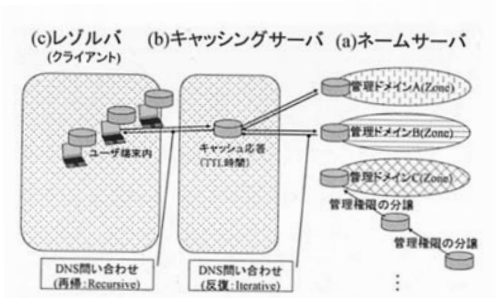 (c)レゾルバ
(クライアント)
(b)キャッシングサーバ
(a)ネームサーバ
管理ドメインA(Zone)
ユーザ端末内
キャッシュ応答
(TTL時間)
管理ドメインB(Zone)
管理ドメインC(Zone)
管理権限の分譲
管理権限の分譲
DNS問い合わせ
(再帰:Recursive)
DNS問い合わせ
(反復:Iterative)